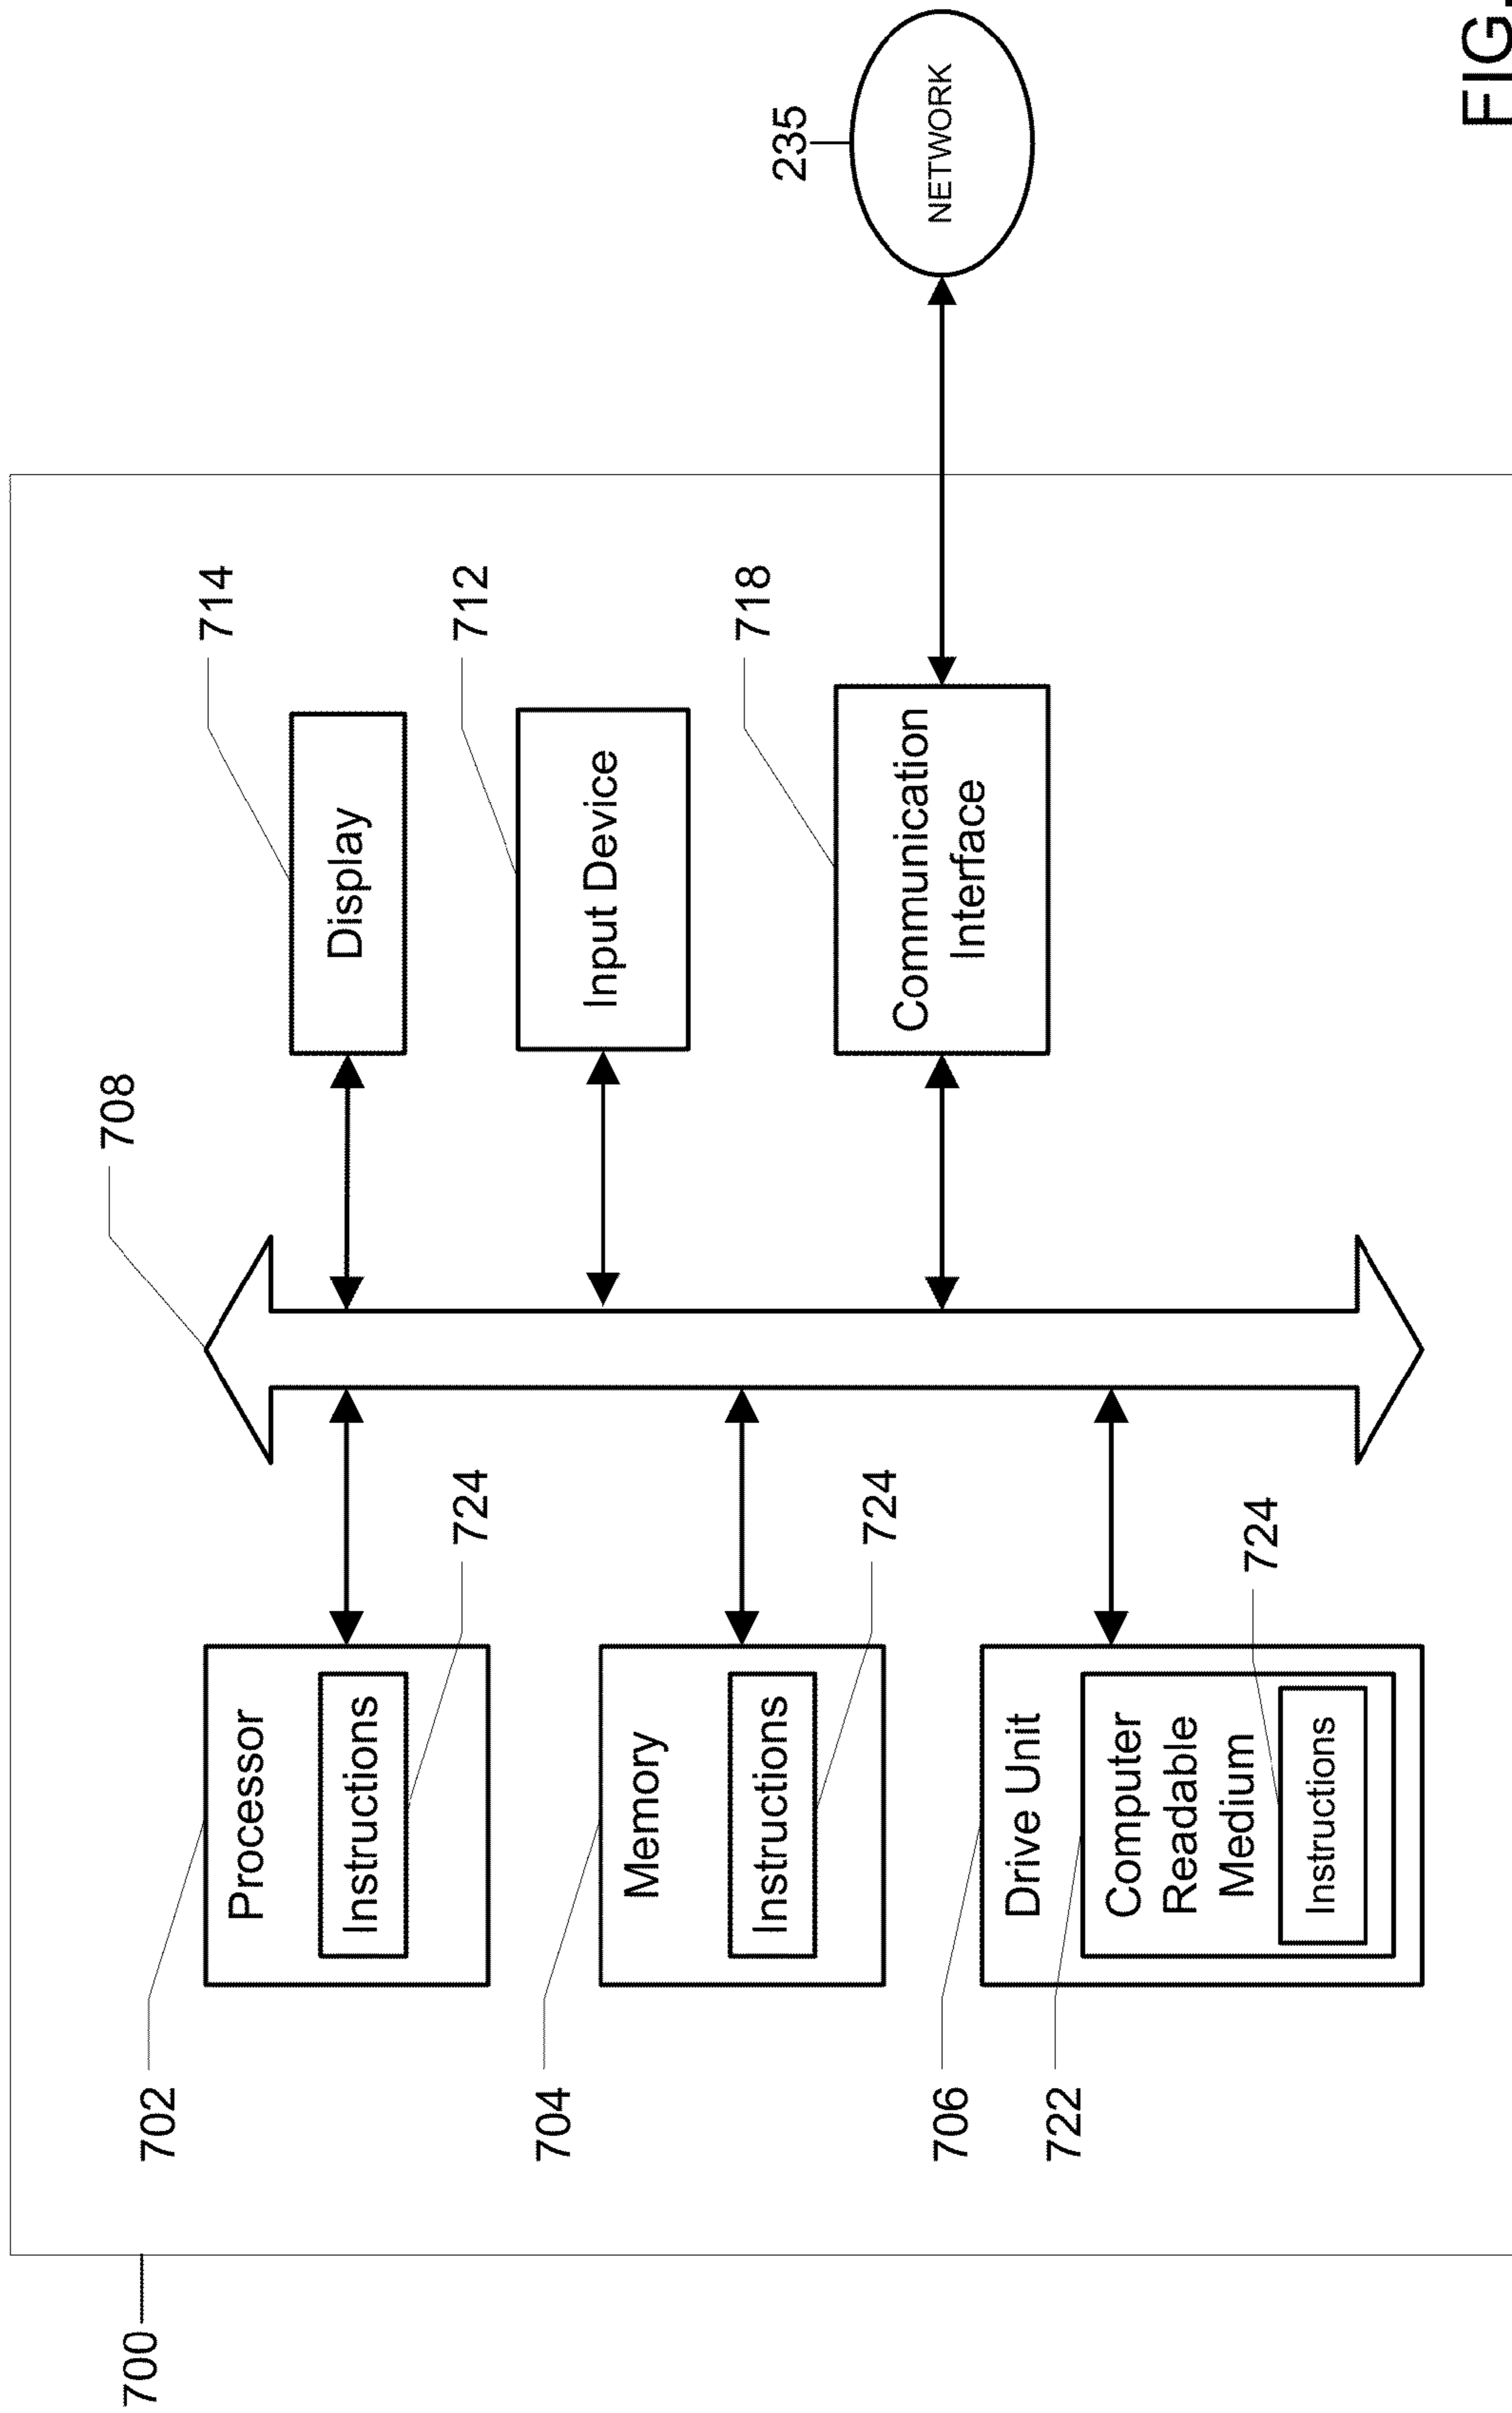 700
702
Processor
Instructions
724
704
Memory
Instructions
724
706
Drive Unit
722
Computer
Readable
Medium
Instructions
724
708
714
Display
712
Input Device
718
Communication
Interface
235
NETWORK
FIG.